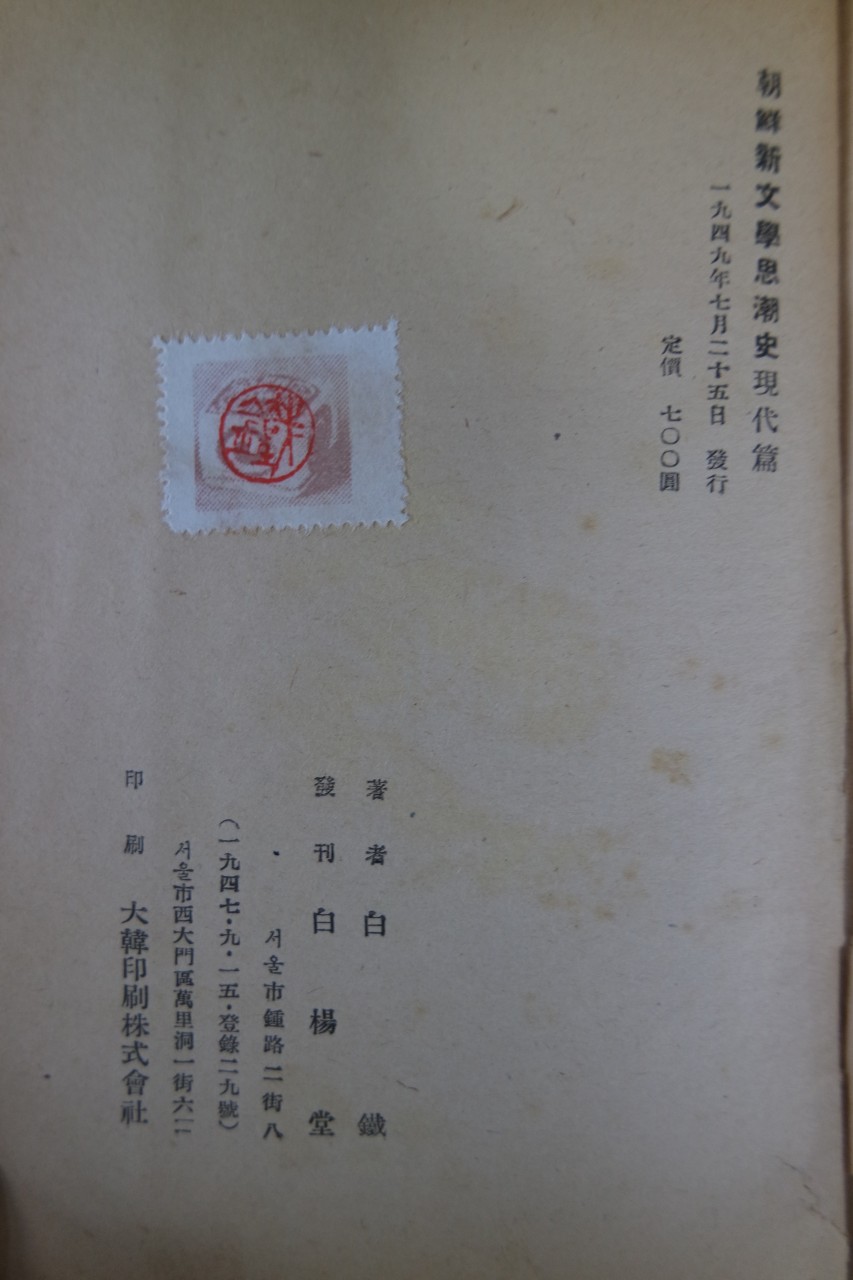 朝鮮新文學思潮史現代篇
一九四九年七月二十五日 發行
定價 七〇〇圓
著者 白鐵
發刊 白楊堂
서울市鍾路二街八
(一九四七・九・一五・登錄二九號)
서울市西大門區萬里洞一街六二
印刷 大韓印刷株式會社